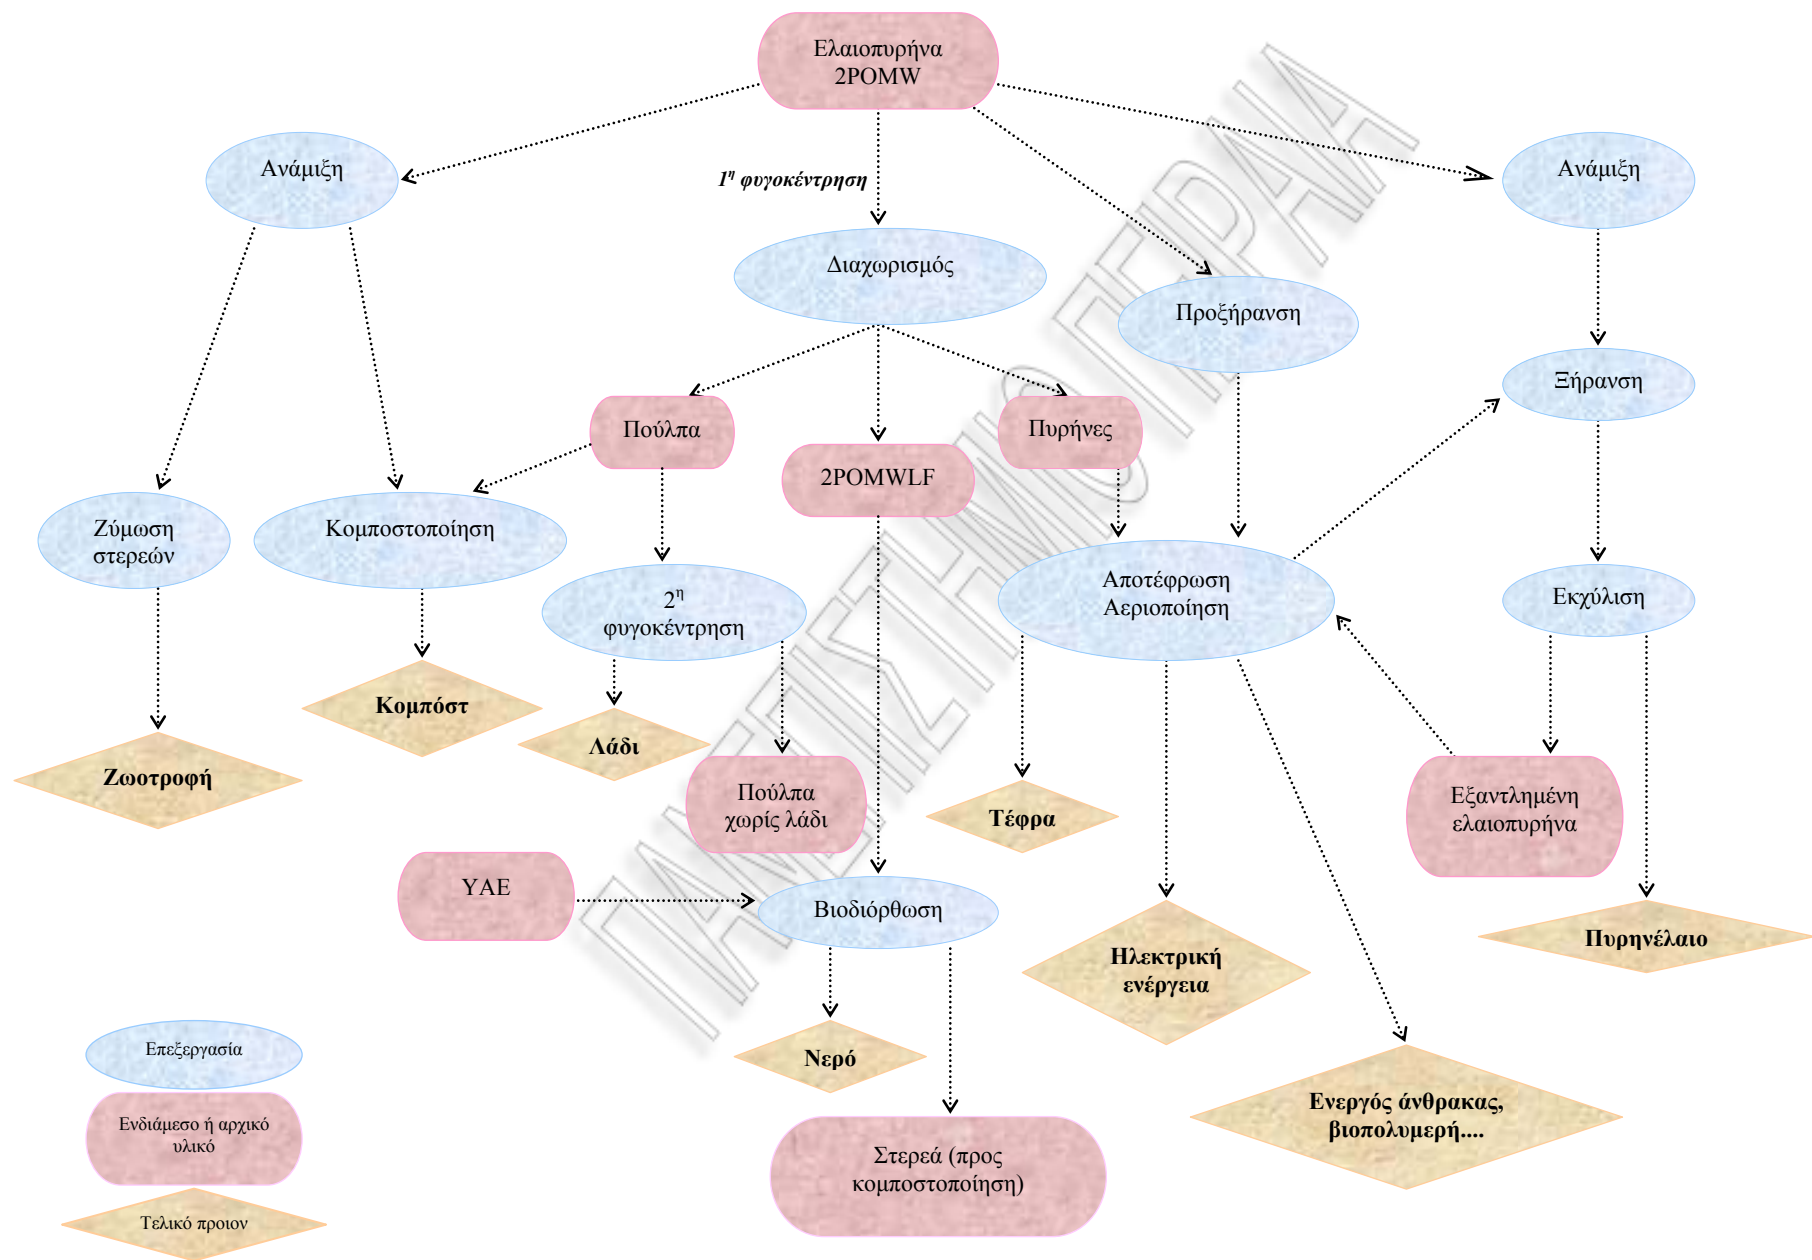 Ελαιοπυρήνα
2POMW
Ανάμιξη
Ανάμιξη
1η φυγοκέντρηση
Διαχωρισμός
Προξήρανση
Ξήρανση
Πούλπα
Πυρήνες
2POMWLF
Ζύμωση
στερεών
Κομποστοποίηση
2η
φυγοκέντρηση
Αποτέφρωση
Αεριοποίηση
Εκχύλιση
Κομπόστ
Λάδι
Ζωοτροφή
Πούλπα
χωρίς λάδι
Τέφρα
Εξαντλημένη
ελαιοπυρήνα
ΥΑΕ
Βιοδιόρθωση
Ηλεκτρική
ενέργεια
Πυρηνέλαιο
Νερό
Ενεργός άνθρακας,
βιοπολυμερή....
Στερεά (προς
κομποστοποίηση)
Επεξεργασία
Ενδιάμεσο ή αρχικό
υλικό
Τελικό προιον
ΠΑΝΕΠΙΣΤΗΜΙΟ ΠΕΙΡΑΙΑ